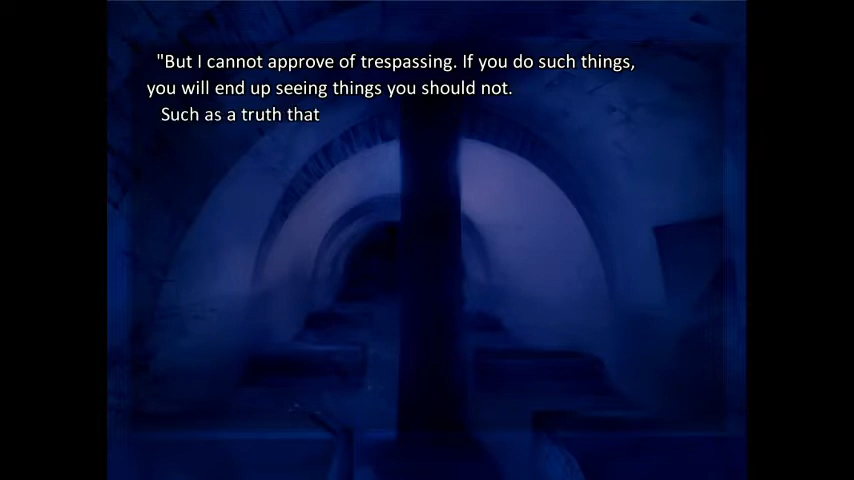 "But I cannot approve of trespassing. If you do such things,
you will end up seeing things you should not.
Such as a truth that